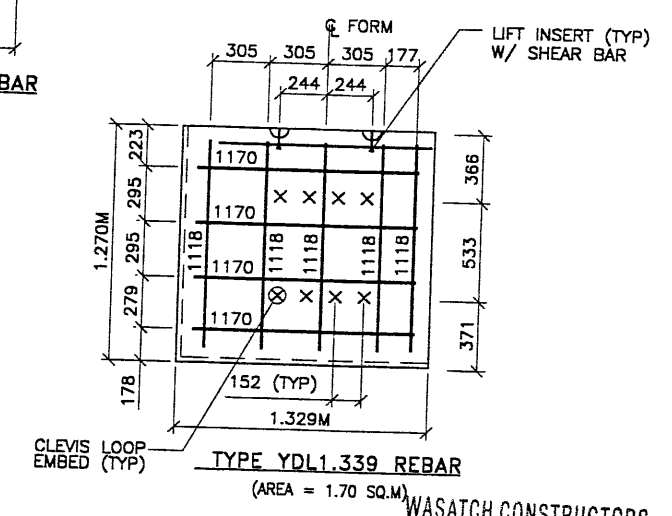 BAR
℄ FORM
LIFT INSERT (TYP)
W/ SHEAR BAR
305 305 305 177
244 244
223
295
295
279
178
1.270M
366
533
371
1170
1170
1170
1170
1118 1118 1118 1118 1118
152 (TYP)
1.329M
CLEVIS LOOP
EMBED (TYP)
TYPE YDL1.339 REBAR
(AREA = 1.70 SQ.M)
WASATCH CONSTRUCTORS